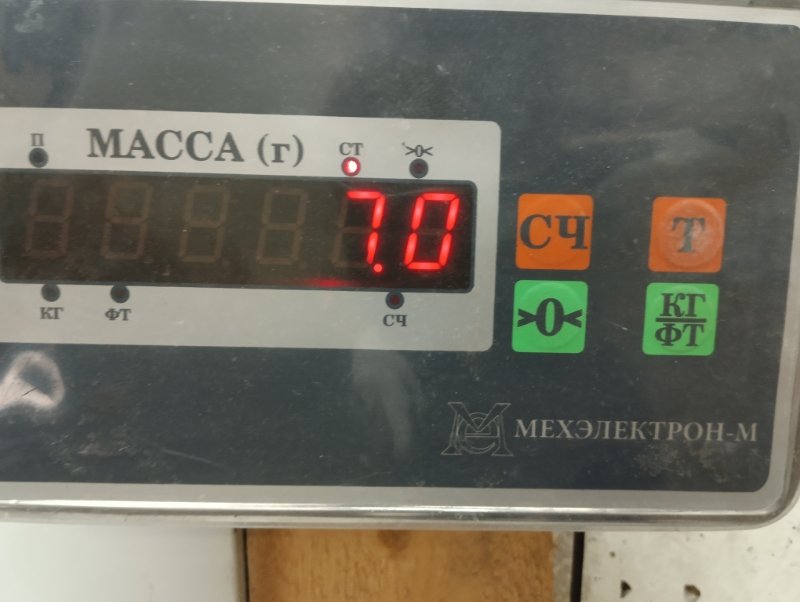 П МАССА (г) СТ >0<
7.0
КГ ФТ СЧ
СЧ Т
>0< КГ/ФТ
МЕХЭЛЕКТРОН-М